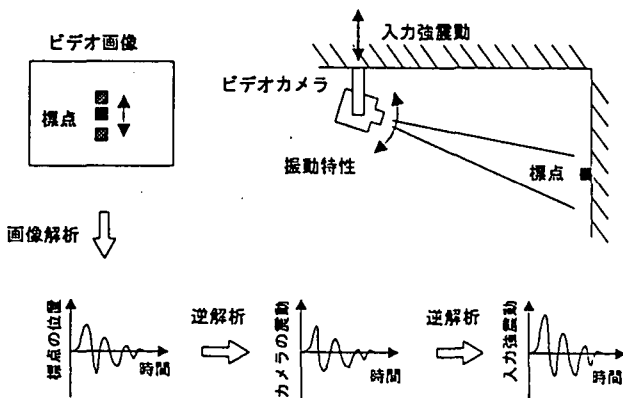 ビデオ画像
標点
入力強震動
ビデオカメラ
振動特性
標点
画像解析
標点の位置
時間
逆解析
カメラの震動
時間
逆解析
入力強震動
時間